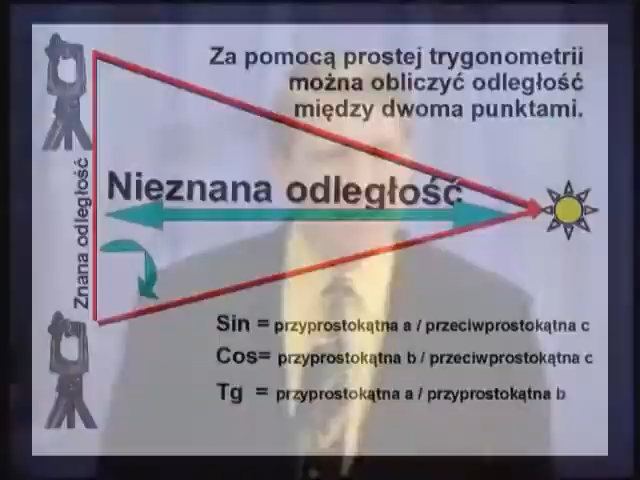 Za pomocą prostej trygonometrii
można obliczyć odległość
między dwoma punktami.
Znana odległość
Nieznana odległość
Sin = przyprostokątna a / przeciwprostokątna c
Cos= przyprostokątna b / przeciwprostokątna c
Tg = przyprostokątna a / przyprostokątna b